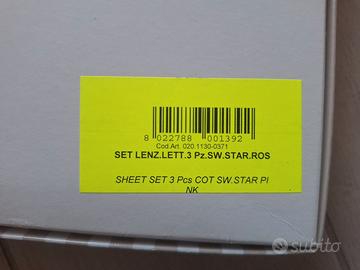 8 022788 001392
Cod.Art. 020.1130-0371
SET LENZ.LETT.3 Pz.SW.STAR.ROS
SHEET SET 3 Pcs COT SW.STAR PI
NK
subito